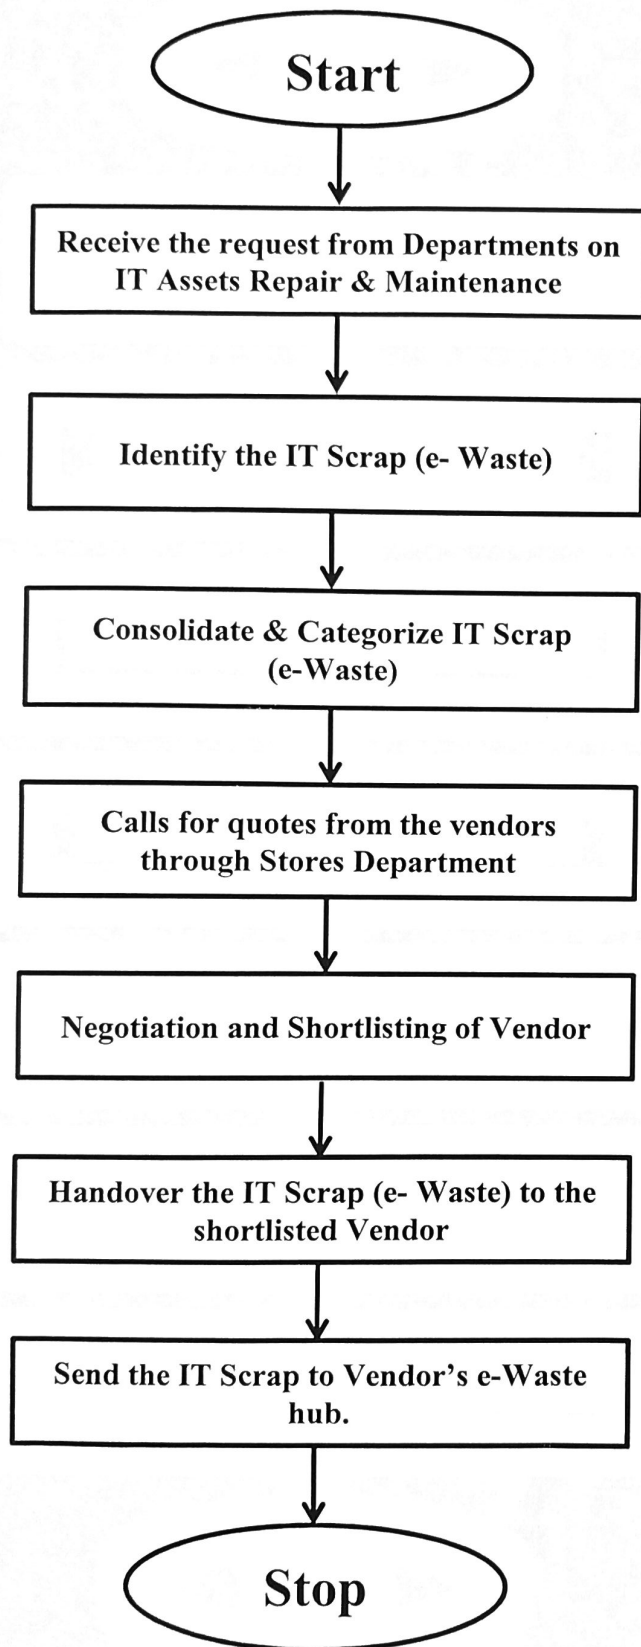 Start
Receive the request from Departments on
IT Assets Repair & Maintenance
Identify the IT Scrap (e- Waste)
Consolidate & Categorize IT Scrap
(e-Waste)
Calls for quotes from the vendors
through Stores Department
Negotiation and Shortlisting of Vendor
Handover the IT Scrap (e- Waste) to the
shortlisted Vendor
Send the IT Scrap to Vendor’s e-Waste
hub.
Stop